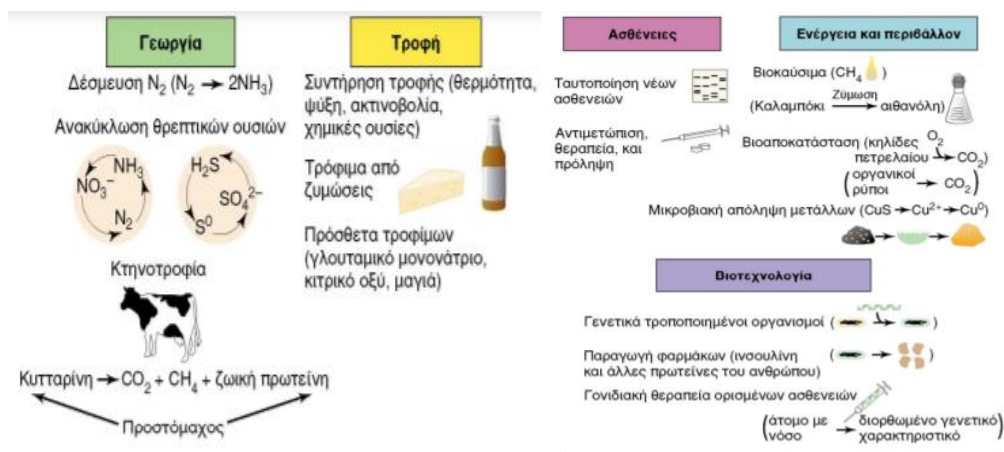 Γεωργία
Δέσμευση N₂ (N₂ → 2NH₃)
Ανακύκλωση θρεπτικών ουσιών
NH₃
NO₃⁻
N₂
H₂S
SO₄²⁻
S⁰
Κτηνοτροφία
Κυτταρίνη → CO₂ + CH₄ + ζωική πρωτεΐνη
Προστόμαχος
Τροφή
Συντήρηση τροφής (θερμότητα,
ψύξη, ακτινοβολία,
χημικές ουσίες)
Τρόφιμα από
ζυμώσεις
Πρόσθετα τροφίμων
(γλουταμικό μονονάτριο,
κιτρικό οξύ, μαγιά)
Ασθένειες
Ταυτοποίηση νέων
ασθενειών
Αντιμετώπιση,
θεραπεία, και
πρόληψη
Ενέργεια και περιβάλλον
Βιοκαύσιμα (CH₄ )
Ζύμωση
(Καλαμπόκι → αιθανόλη)
Βιοαποκατάσταση (κηλίδες O₂
πετρελαίου → CO₂)
(οργανικοί → CO₂)
ρύποι
Μικροβιακή απόληψη μετάλλων (CuS → Cu²⁺ → Cu⁰)
Βιοτεχνολογία
Γενετικά τροποποιημένοι οργανισμοί ( → )
Παραγωγή φαρμάκων (ινσουλίνη ( → )
και άλλες πρωτεΐνες του ανθρώπου)
Γονιδιακή θεραπεία ορισμένων ασθενειών
(άτομο με → διορθωμένο γενετικό)
νόσο χαρακτηριστικό